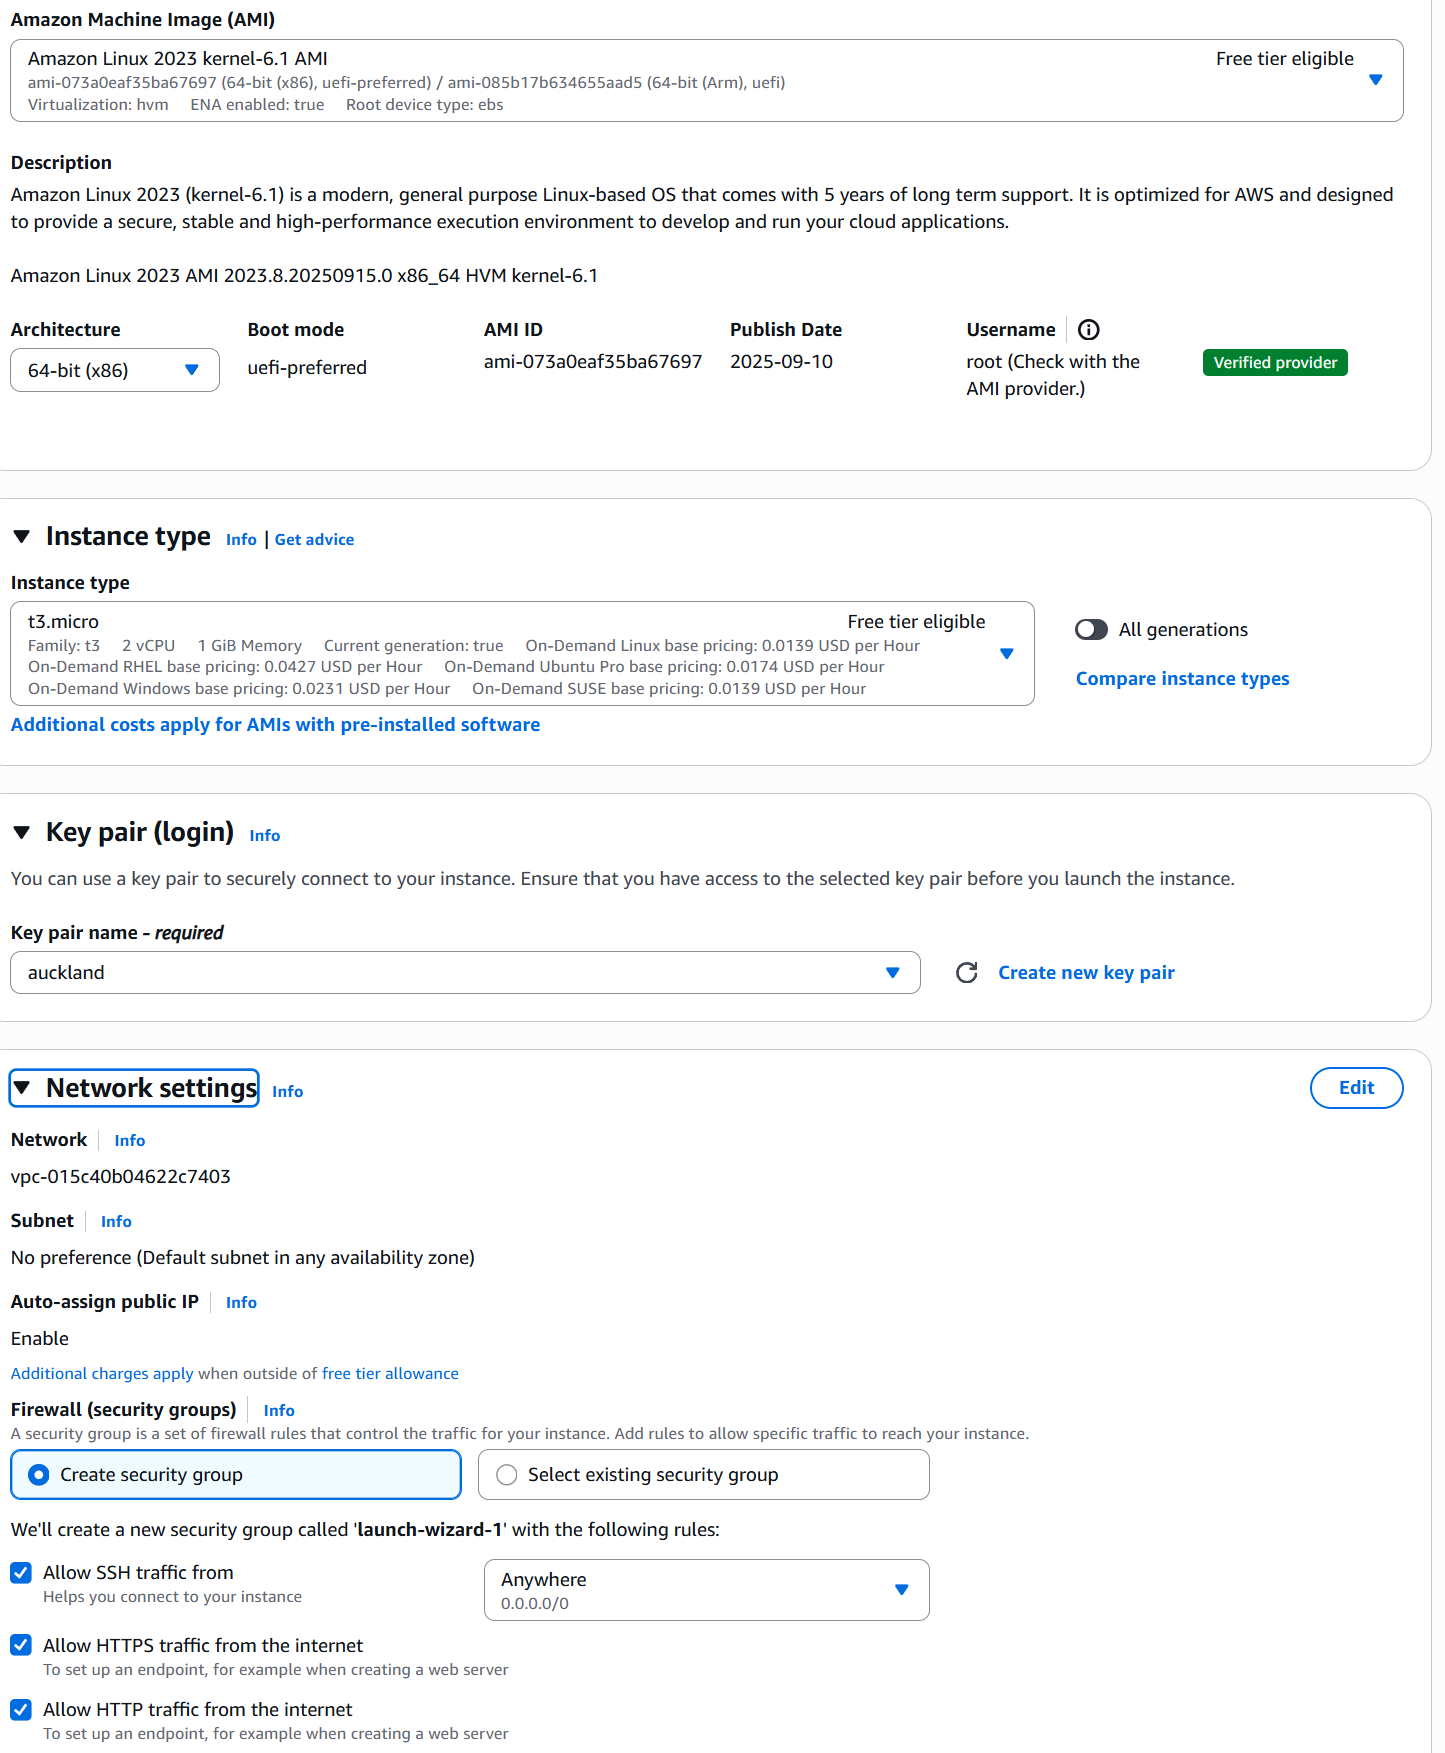 Amazon Machine Image (AMI)
Amazon Linux 2023 kernel-6.1 AMI
Free tier eligible
ami-073a0eaf35ba67697 (64-bit (x86), uefi-preferred) / ami-085b17b634655aad5 (64-bit (Arm), uefi)
Virtualization: hvm ENA enabled: true Root device type: ebs
Description
Amazon Linux 2023 (kernel-6.1) is a modern, general purpose Linux-based OS that comes with 5 years of long term support. It is optimized for AWS and designed
to provide a secure, stable and high-performance execution environment to develop and run your cloud applications.
Amazon Linux 2023 AMI 2023.8.20250915.0 x86_64 HVM kernel-6.1
Architecture Boot mode AMI ID Publish Date Username
64-bit (x86) uefi-preferred ami-073a0eaf35ba67697 2025-09-10 root (Check with the
AMI provider.)
Verified provider
Instance type Info | Get advice
Instance type
t3.micro
Free tier eligible
Family: t3 2 vCPU 1 GiB Memory Current generation: true On-Demand Linux base pricing: 0.0139 USD per Hour
On-Demand RHEL base pricing: 0.0427 USD per Hour On-Demand Ubuntu Pro base pricing: 0.0174 USD per Hour
On-Demand Windows base pricing: 0.0231 USD per Hour On-Demand SUSE base pricing: 0.0139 USD per Hour
All generations
Compare instance types
Additional costs apply for AMIs with pre-installed software
Key pair (login) Info
You can use a key pair to securely connect to your instance. Ensure that you have access to the selected key pair before you launch the instance.
Key pair name - required
auckland
Create new key pair
Network settings Info
Edit
Network Info
vpc-015c40b04622c7403
Subnet Info
No preference (Default subnet in any availability zone)
Auto-assign public IP Info
Enable
Additional charges apply when outside of free tier allowance
Firewall (security groups) Info
A security group is a set of firewall rules that control the traffic for your instance. Add rules to allow specific traffic to reach your instance.
Create security group
Select existing security group
We'll create a new security group called 'launch-wizard-1' with the following rules:
Allow SSH traffic from
Helps you connect to your instance
Anywhere
0.0.0.0/0
Allow HTTPS traffic from the internet
To set up an endpoint, for example when creating a web server
Allow HTTP traffic from the internet
To set up an endpoint, for example when creating a web server